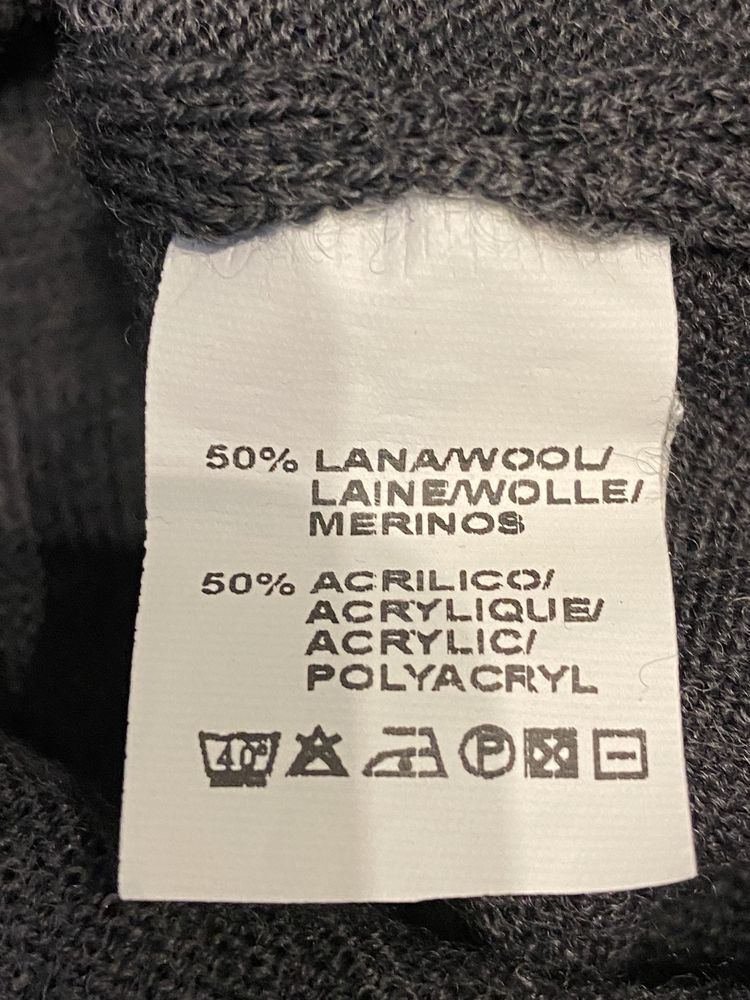 50% LANA/WOOL/
LAINE/WOLLE/
MERINOS
50% ACRILICO/
ACRYLIQUE/
ACRYLIC/
POLYACRYL
40° P